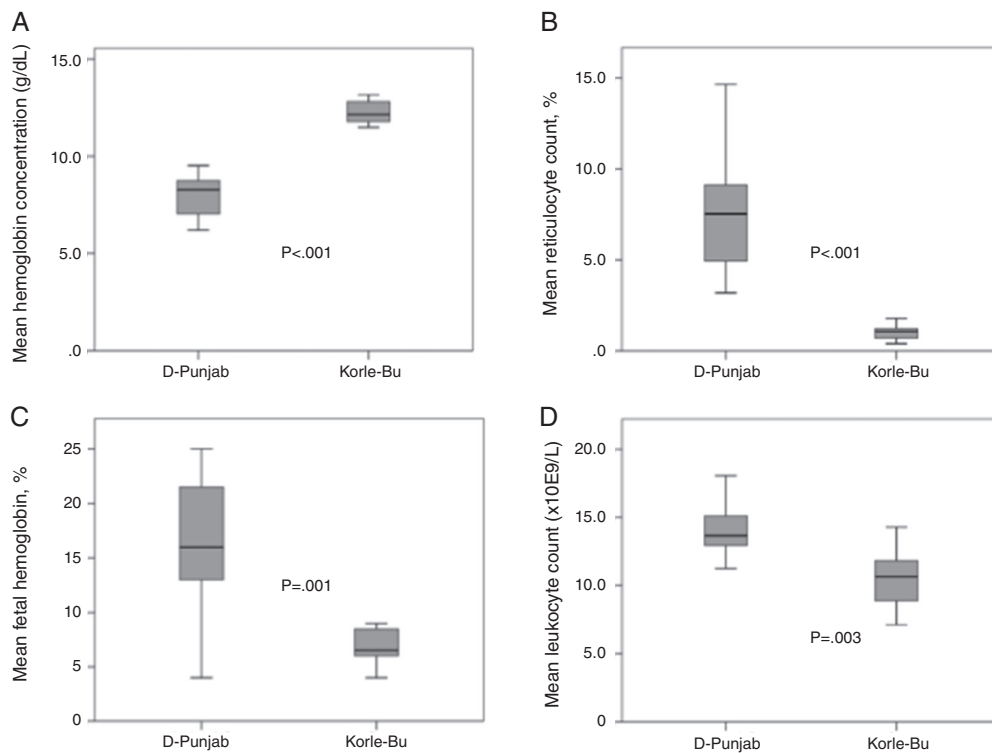 A
Mean hemoglobin concentration (g/dL)
15.0
10.0
5.0
.0
P<.001
D-Punjab
Korle-Bu
B
Mean reticulocyte count, %
15.0
10.0
5.0
.0
P<.001
D-Punjab
Korle-Bu
C
Mean fetal hemoglobin, %
25
20
15
10
5
0
P=.001
D-Punjab
Korle-Bu
D
Mean leukocyte count (x10E9/L)
20.0
15.0
10.0
5.0
0
P=.003
D-Punjab
Korle-Bu